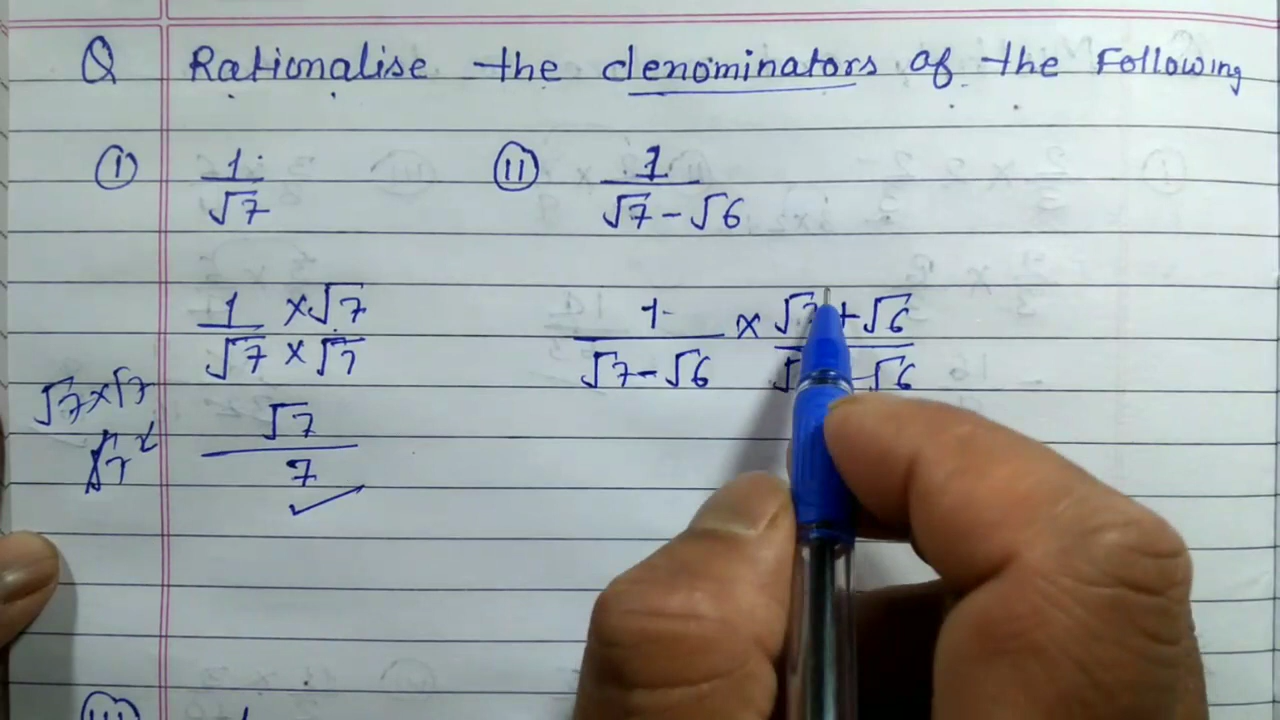 Q Rationalise the denominators of the Following
(I) 1/√7 (II) 1/(√7-√6)
1 ×√7
√7 ×√7
1/(√7-√6) × √7+√6
√ -√6
√7×√7
√7²
√7
7
(III)